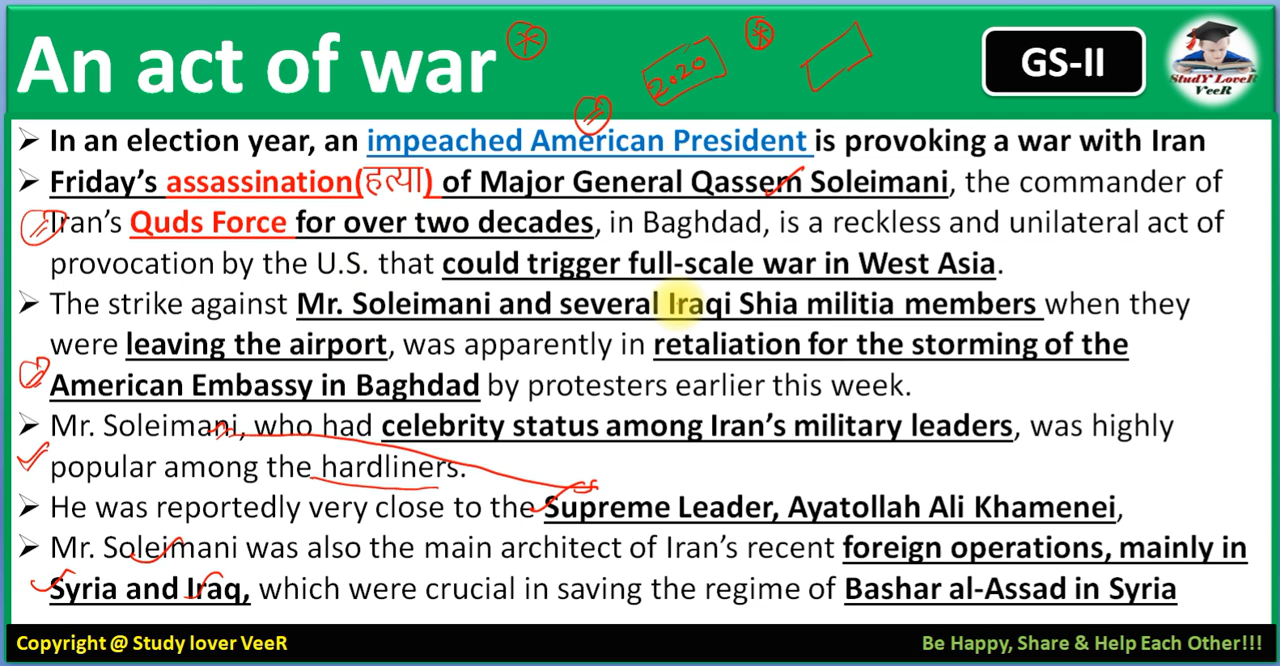 An act of war
2020
GS-II
StudY LoveR
VeeR
➢ In an election year, an impeached American President is provoking a war with Iran
➢ Friday's assassination(हत्या) of Major General Qassem Soleimani, the commander of
Iran's Quds Force for over two decades, in Baghdad, is a reckless and unilateral act of
provocation by the U.S. that could trigger full-scale war in West Asia.
➢ The strike against Mr. Soleimani and several Iraqi Shia militia members when they
were leaving the airport, was apparently in retaliation for the storming of the
American Embassy in Baghdad by protesters earlier this week.
➢ Mr. Soleimani, who had celebrity status among Iran's military leaders, was highly
popular among the hardliners.
➢ He was reportedly very close to the Supreme Leader, Ayatollah Ali Khamenei,
➢ Mr. Soleimani was also the main architect of Iran's recent foreign operations, mainly in
Syria and Iraq, which were crucial in saving the regime of Bashar al-Assad in Syria
Copyright @ Study lover VeeR
Be Happy, Share & Help Each Other!!!